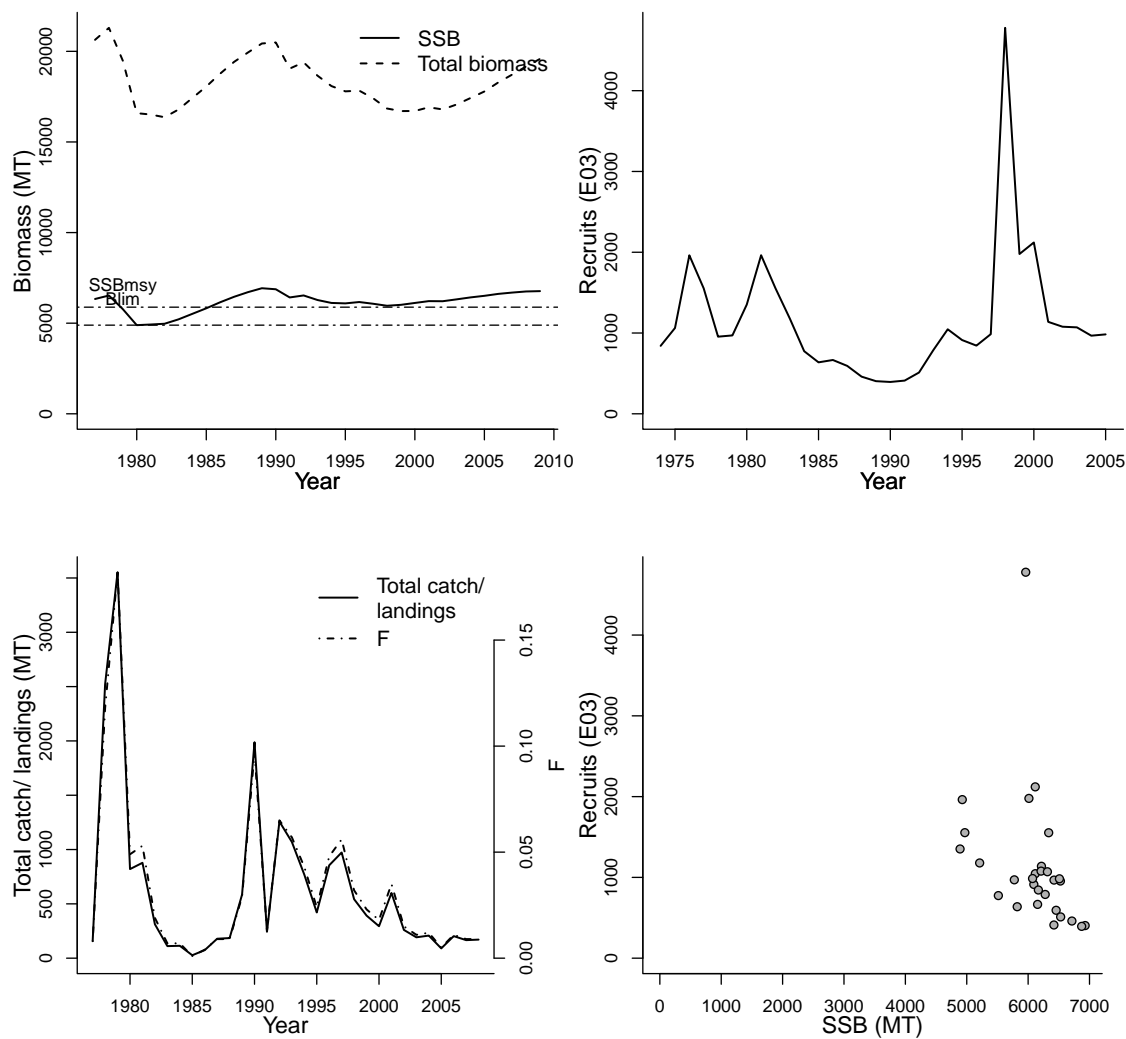 SSB
Total biomass
Biomass (MT)
20000
15000
10000
5000
0
SSBmsy
Blim
1980 1985 1990 1995 2000 2005 2010
Year
Recruits (E03)
4000
3000
2000
1000
0
1975 1980 1985 1990 1995 2000 2005
Year
Total catch/
landings
F
Total catch/ landings (MT)
3000
2000
1000
500
0
0.15
0.10
0.05
0.00
F
1980 1985 1990 1995 2000 2005
Year
Recruits (E03)
4000
3000
2000
1000
0
0 1000 2000 3000 4000 5000 6000 7000
SSB (MT)